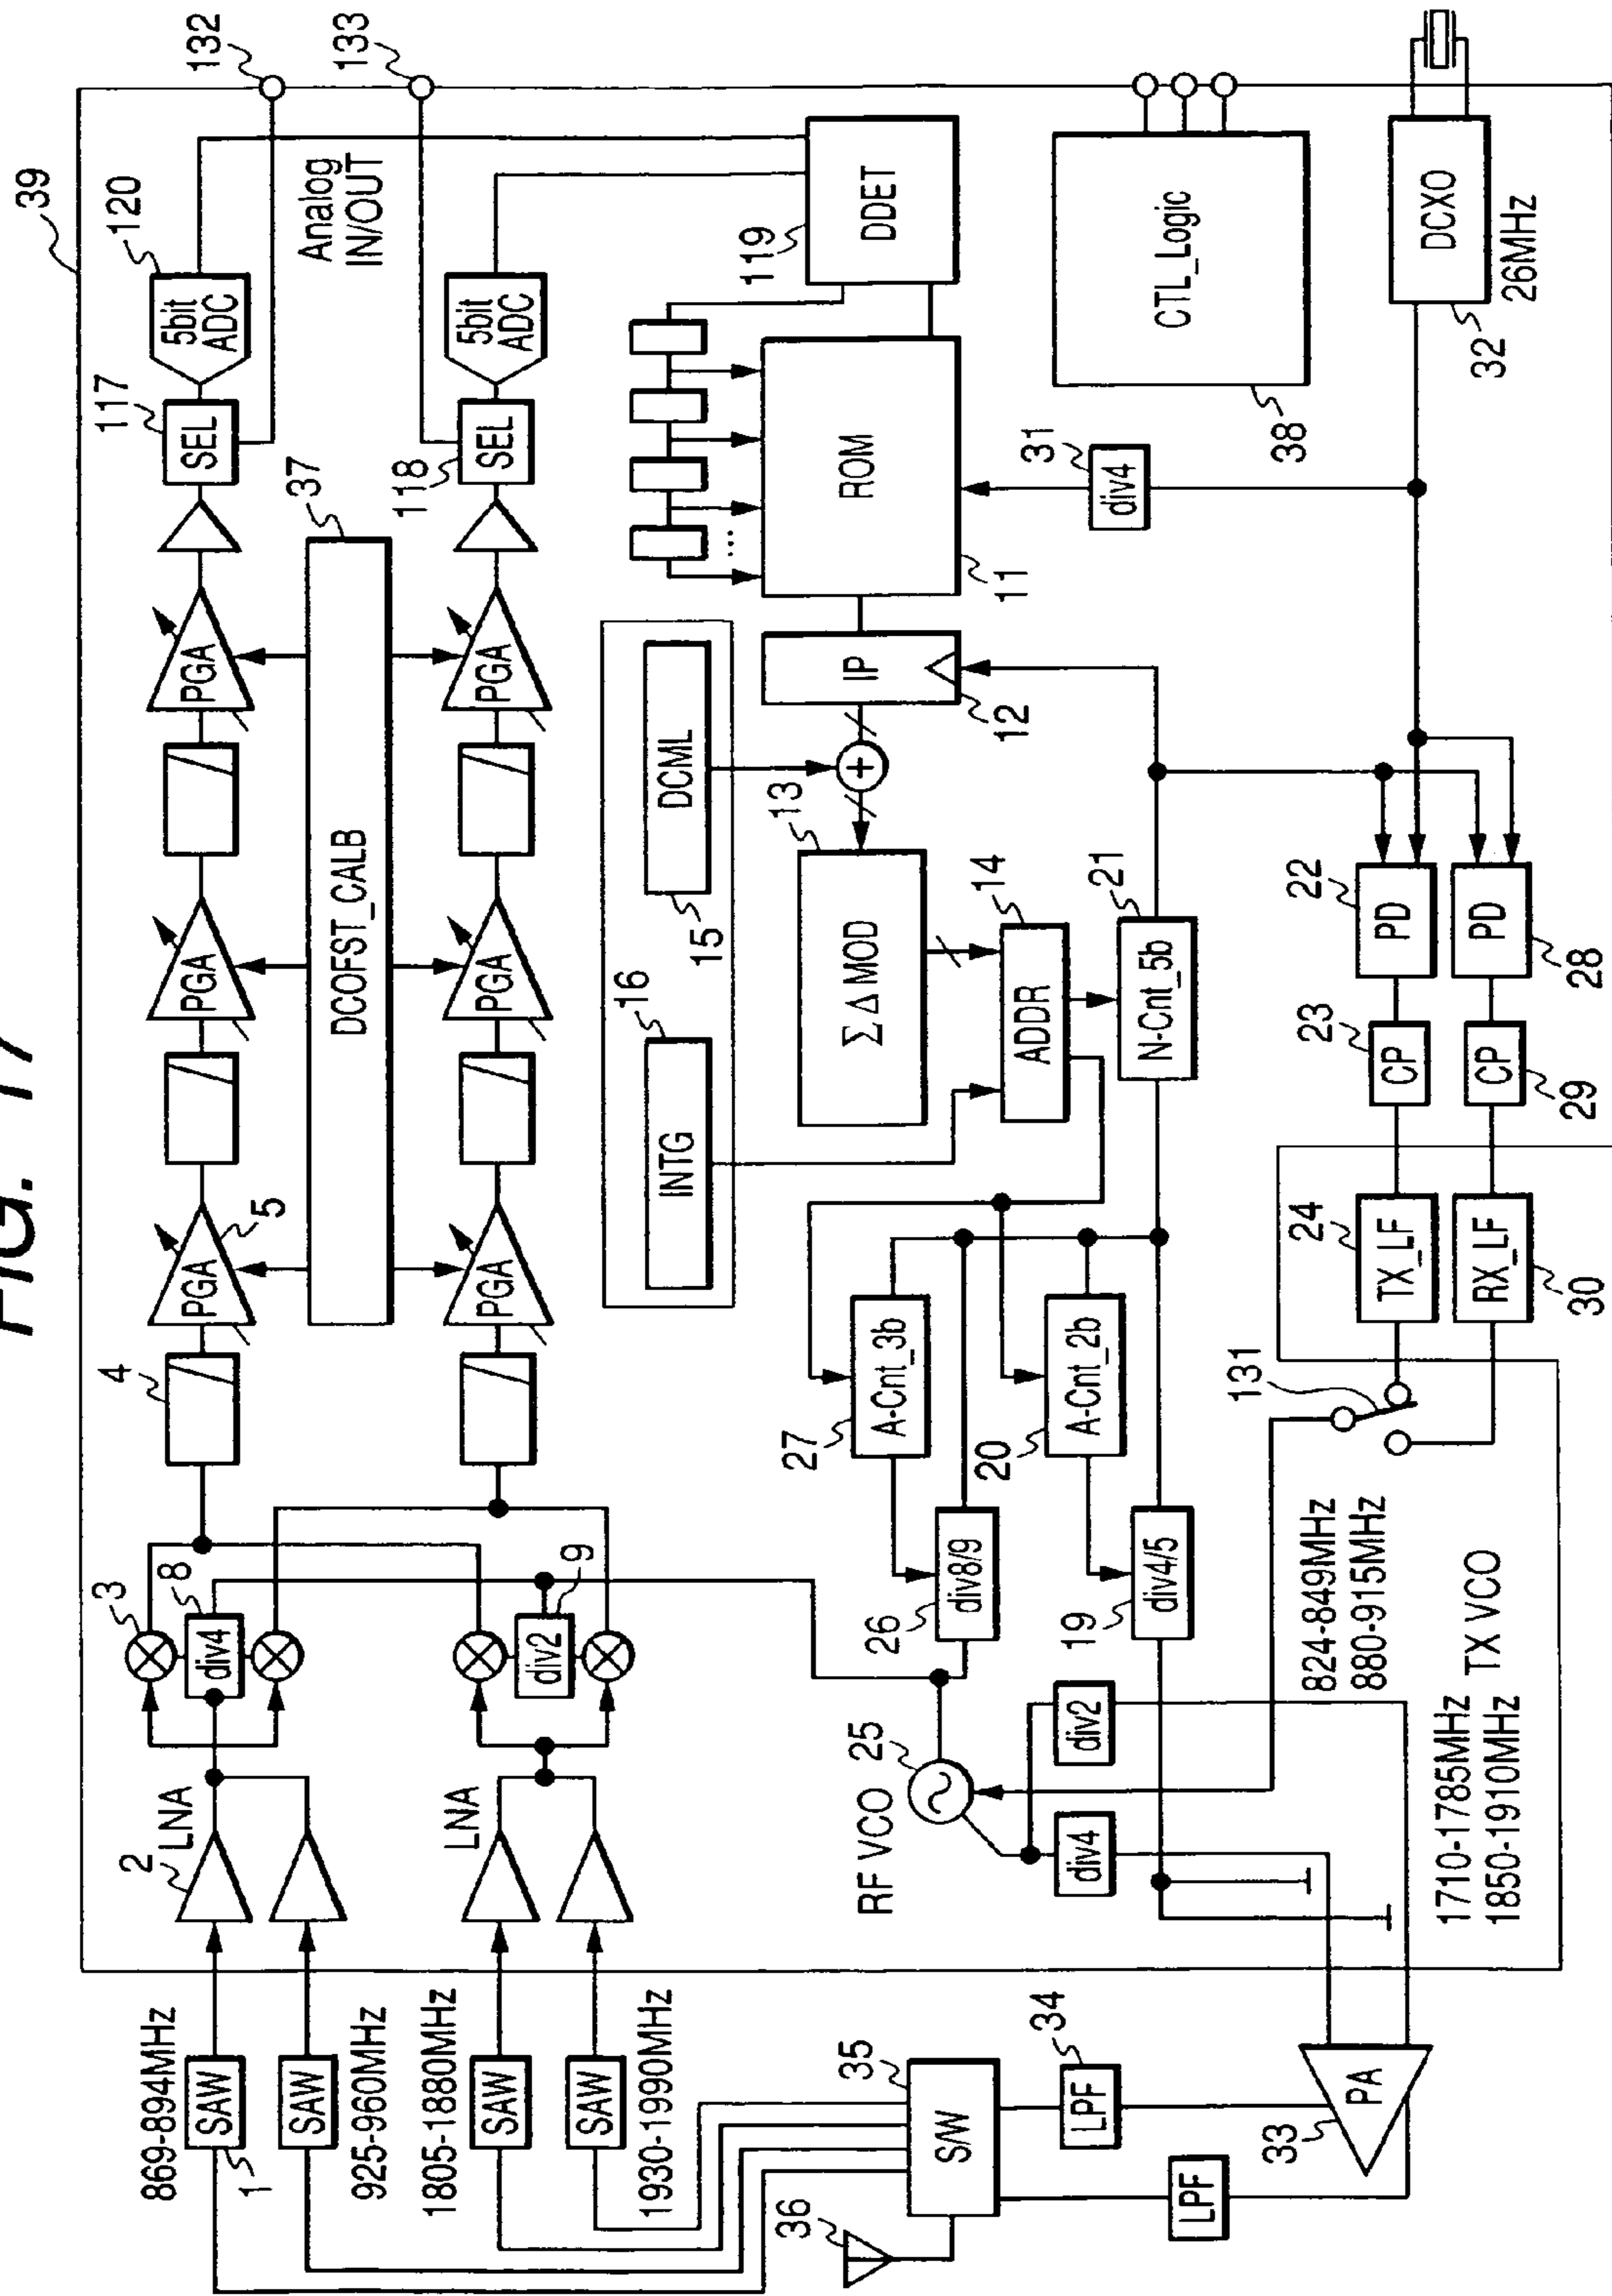 FIG. 17
39
869-894MHz
SAW
1
SAW
925-960MHz
1805-1880MHz
SAW
SAW
1930-1990MHz
2
LNA
LNA
3
8
div4
div2
9
4
PGA
5
PGA
PGA
DCOFST_CALB
37
PGA
PGA
PGA
117
SEL
5bit
ADC
120
118
SEL
5bit
ADC
132
133
Analog
IN/OUT
16
INTG
15
DCML
13
ΣΔMOD
12
IP
11
ROM
...
119
DDET
14
ADDR
21
N-Cnt_5b
27
A-Cnt_3b
20
A-Cnt_2b
26
div8/9
19
div4/5
31
div4
38
CTL_Logic
DCXO
32
26MHz
RF VCO
25
div4
div2
131
24
TX_LF
RX_LF
30
23
CP
CP
29
22
PD
PD
28
824-849MHz
880-915MHz
1710-1785MHz
1850-1910MHz
TX VCO
36
35
S/W
34
LPF
LPF
33
PA